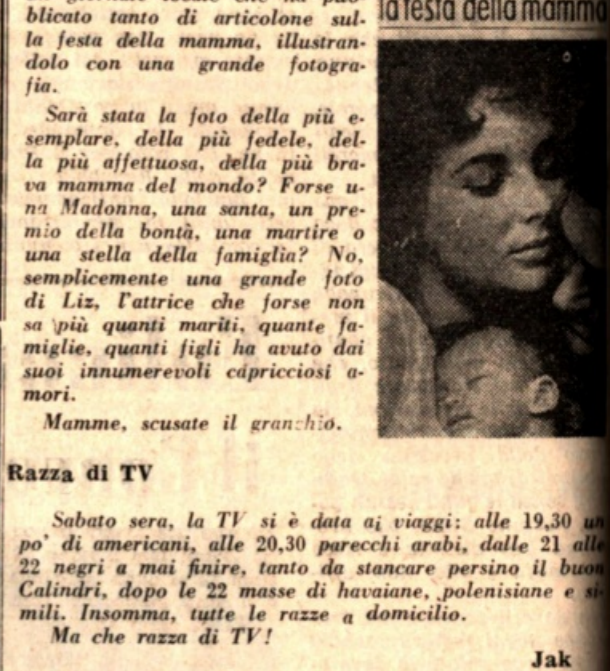 blicato tanto di articolone sul-
la festa della mamma, illustran-
dolo con una grande fotogra-
fia.
Sarà stata la foto della più e-
semplare, della più fedele, del-
la più affettuosa, della più bra-
va mamma del mondo? Forse u-
na Madonna, una santa, un pre-
mio della bontà, una martire o
una stella della famiglia? No,
semplicemente una grande foto
di Liz, l'attrice che forse non
sa più quanti mariti, quante fa-
miglie, quanti figli ha avuto dai
suoi innumerevoli capricciosi a-
mori.
Mamme, scusate il granchio.
la festa della mamma
Razza di TV
Sabato sera, la TV si è data ai viaggi: alle 19,30 un
po' di americani, alle 20,30 parecchi arabi, dalle 21 alle
22 negri a mai finire, tanto da stancare persino il buon
Calindri, dopo le 22 masse di havaiane, polenisiane e si-
mili. Insomma, tutte le razze a domicilio.
Ma che razza di TV!
Jak